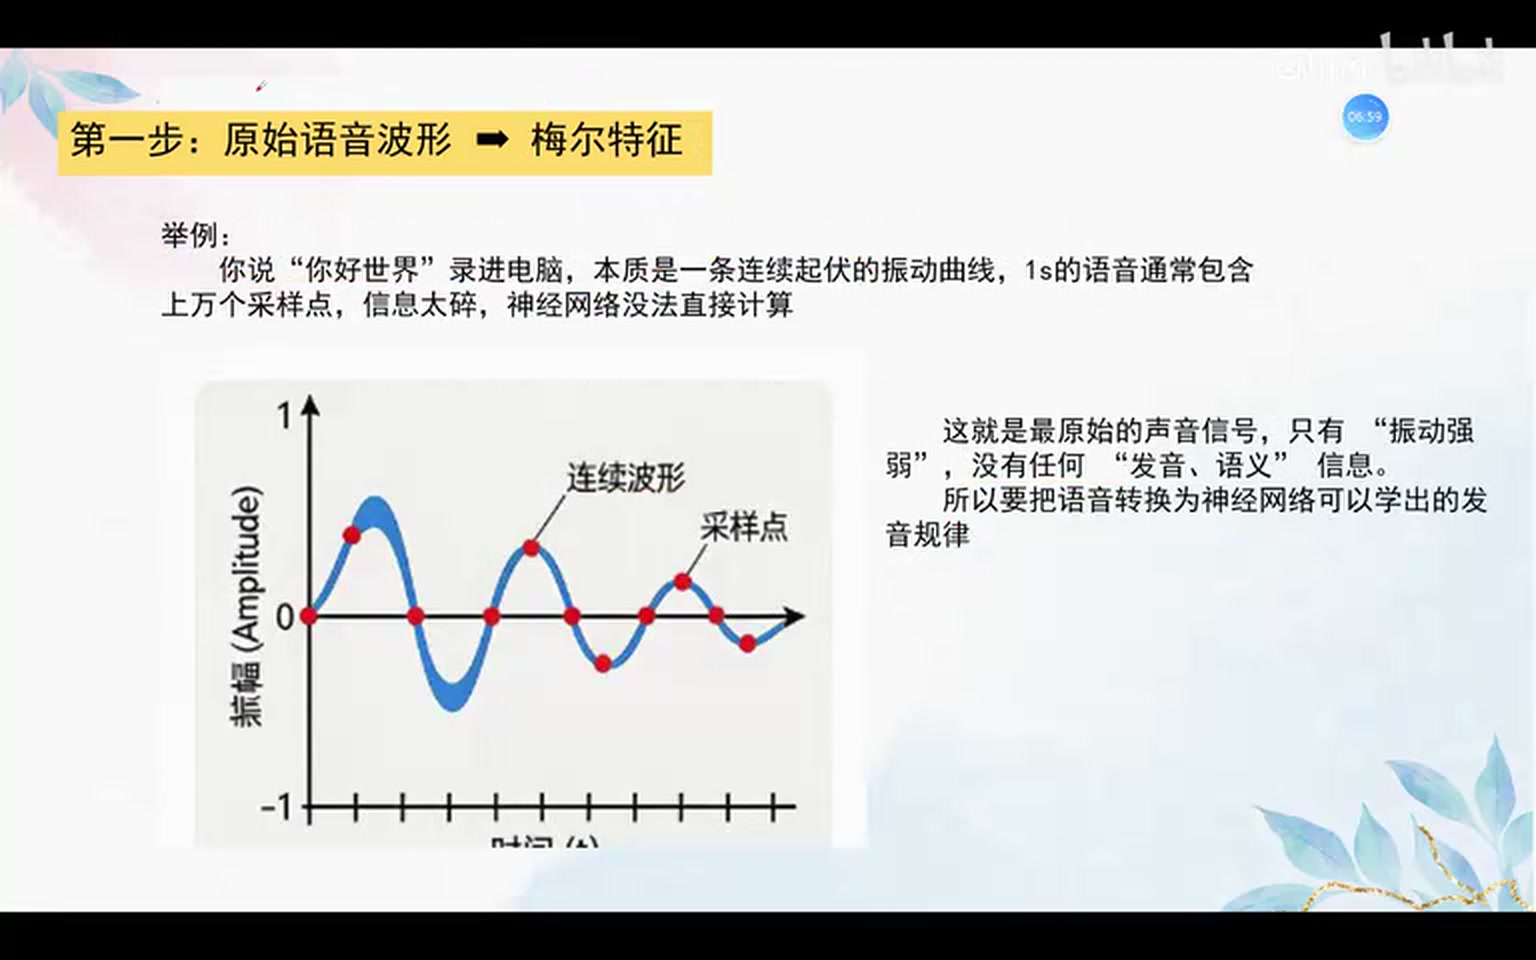 06:59
第一步：原始语音波形 ➡ 梅尔特征
举例：
你说“你好世界”录进电脑，本质是一条连续起伏的振动曲线，1s的语音通常包含
上万个采样点，信息太碎，神经网络没法直接计算
1
连续波形
采样点
振幅 (Amplitude)
0
-1
时间 (t)
这就是最原始的声音信号，只有 “振动强
弱”，没有任何 “发音、语义” 信息。
所以要把语音转换为神经网络可以学出的发
音规律